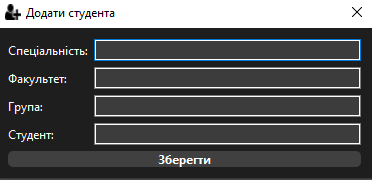 Додати студента
Спеціальність:
Факультет:
Група:
Студент:
Зберегти